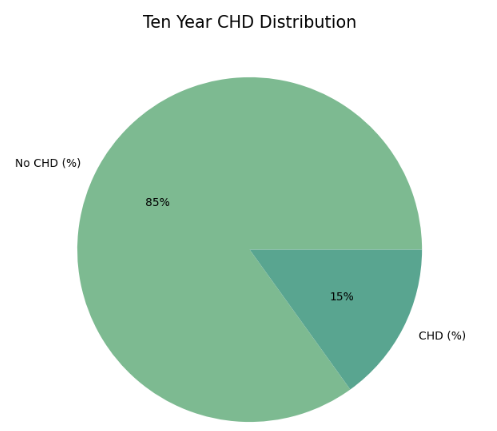 Ten Year CHD Distribution
No CHD (%)
85%
15%
CHD (%)